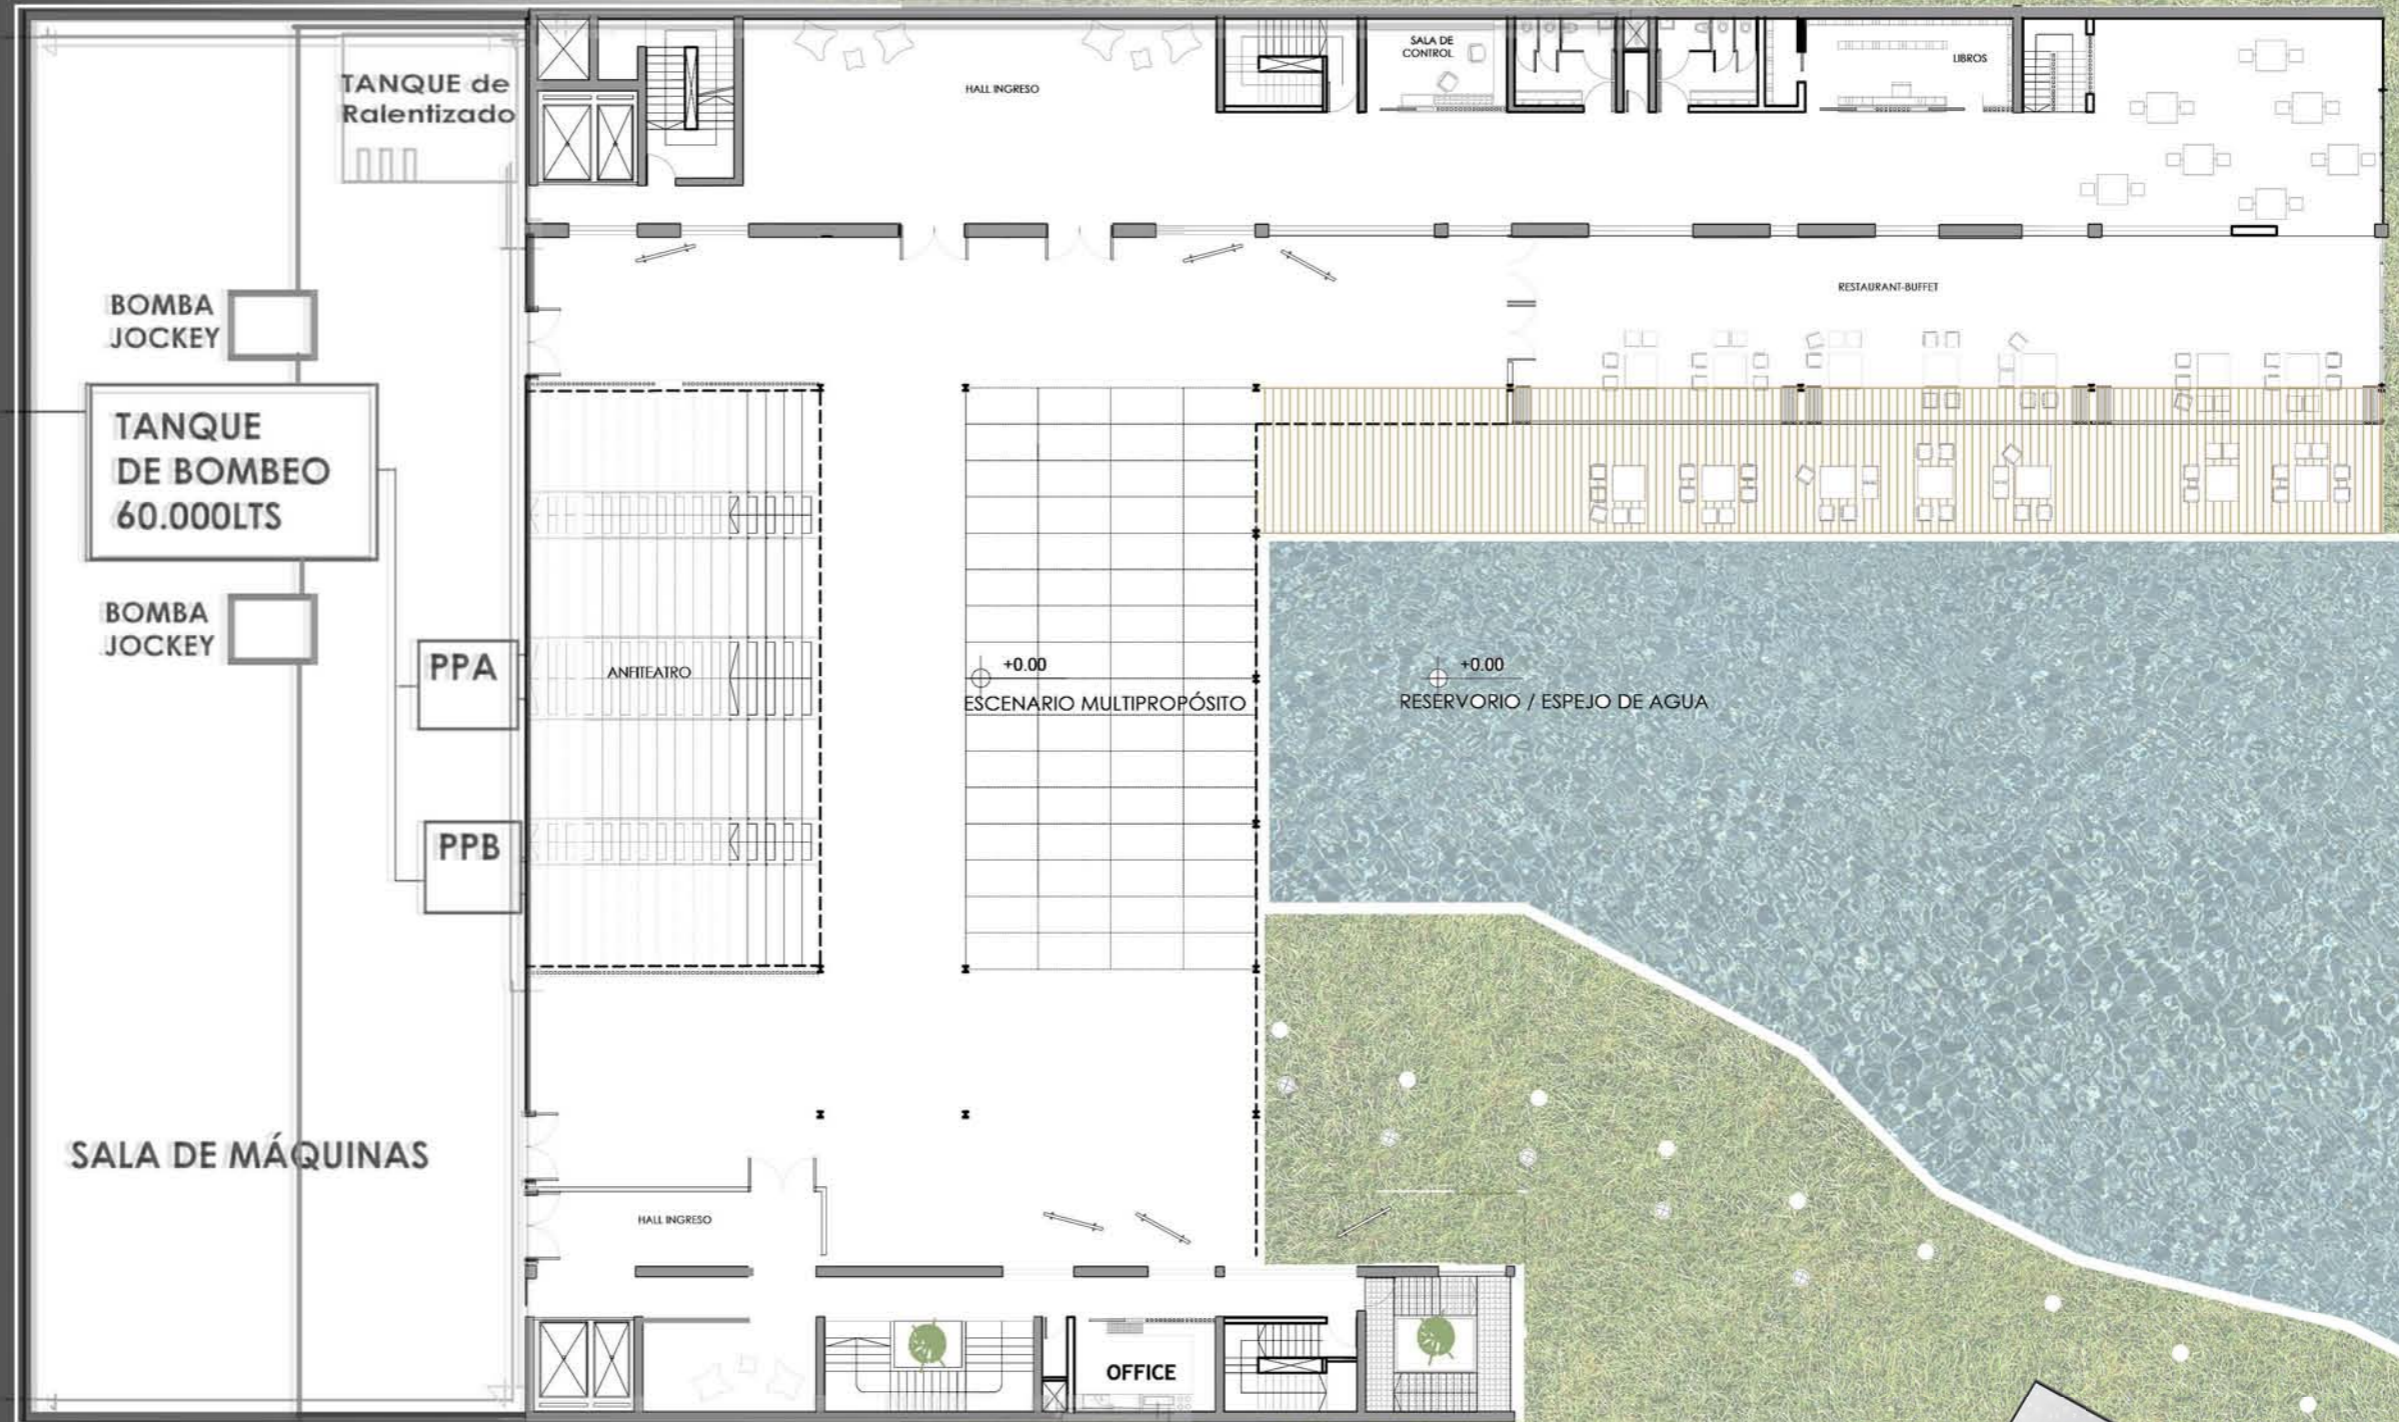 TANQUE de
Ralentizado
HALL INGRESO
SALA DE
CONTROL
LIBROS
BOMBA
JOCKEY
RESTAURANT-BUFFET
TANQUE
DE BOMBEO
60.000LTS
BOMBA
JOCKEY
PPA
ANFITEATRO
+0.00
ESCENARIO MULTIPROPÓSITO
+0.00
RESERVORIO / ESPEJO DE AGUA
PPB
SALA DE MÁQUINAS
HALL INGRESO
OFFICE